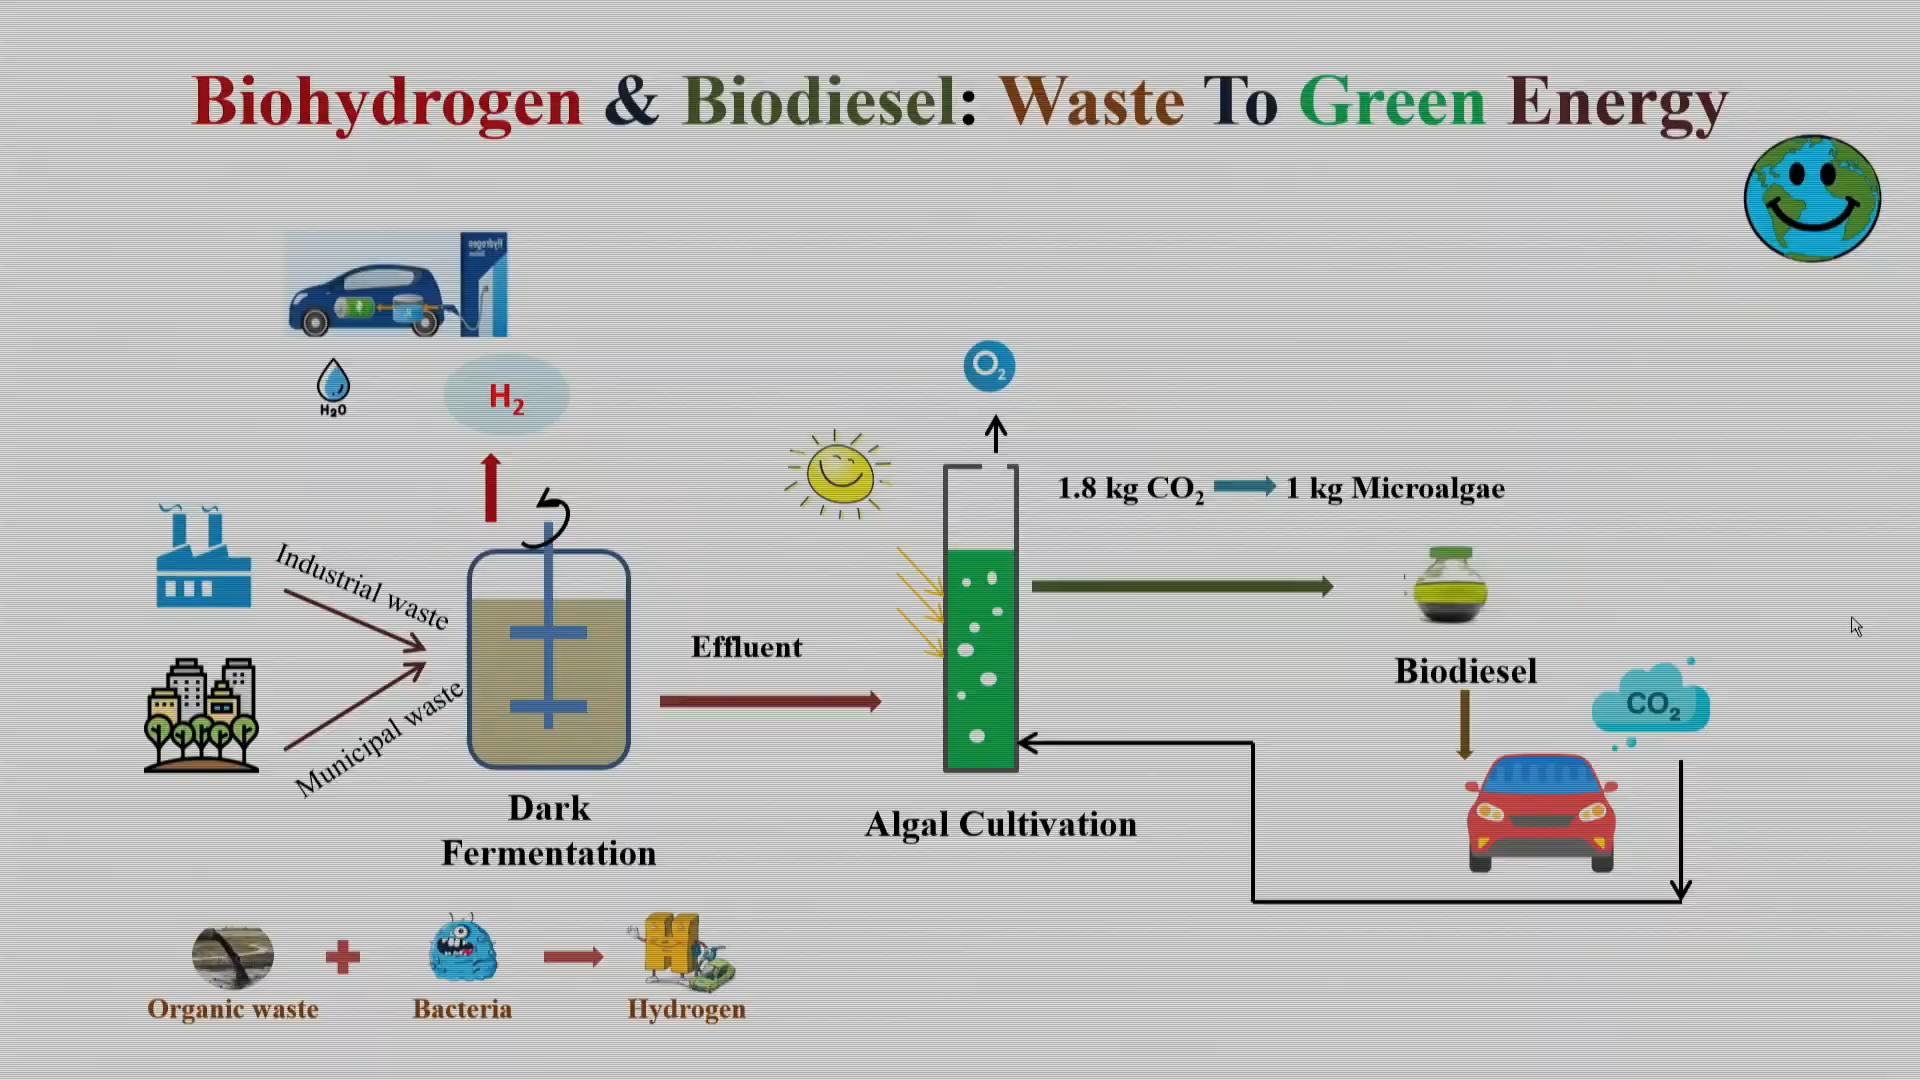 Biohydrogen & Biodiesel: Waste To Green Energy
Hydrogen
H₂O
H₂
O₂
1.8 kg CO₂ 1 kg Microalgae
Industrial waste
Municipal waste
Effluent
Biodiesel
CO₂
Dark
Fermentation
Algal Cultivation
Organic waste
Bacteria
Hydrogen